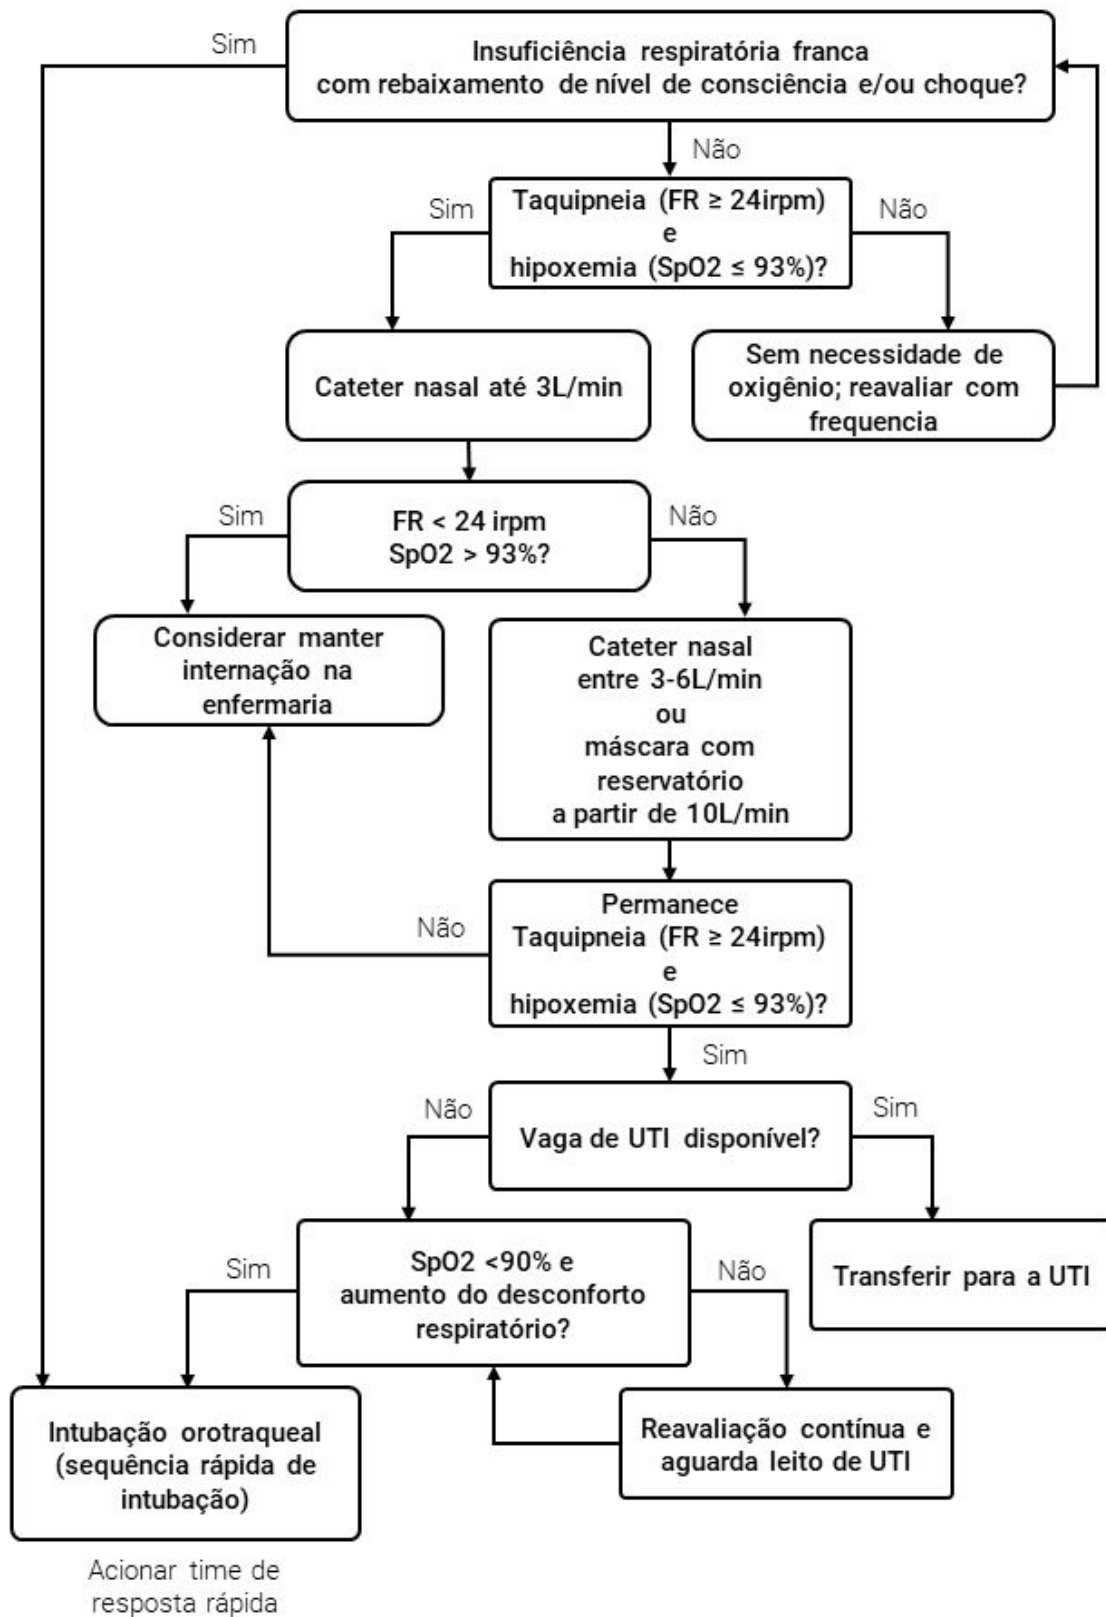 Sim
Insuficiência respiratória franca
com rebaixamento de nível de consciência e/ou choque?
Não
Sim
Taquipneia (FR ≥ 24irpm)
e
hipoxemia (SpO2 ≤ 93%)?
Não
Cateter nasal até 3L/min
Sem necessidade de
oxigênio; reavaliar com
frequencia
Sim
FR < 24 irpm
SpO2 > 93%?
Não
Considerar manter
internação na
enfermaria
Cateter nasal
entre 3-6L/min
ou
máscara com
reservatório
a partir de 10L/min
Não
Permanece
Taquipneia (FR ≥ 24irpm)
e
hipoxemia (SpO2 ≤ 93%)?
Sim
Não
Vaga de UTI disponível?
Sim
Sim
SpO2 <90% e
aumento do desconforto
respiratório?
Não
Transferir para a UTI
Intubação orotraqueal
(sequência rápida de
intubação)
Reavaliação contínua e
aguarda leito de UTI
Acionar time de
resposta rápida